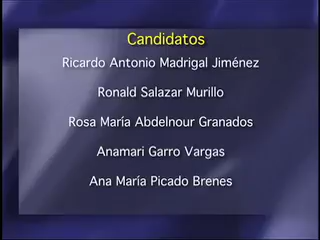 Candidatos
Ricardo Antonio Madrigal Jiménez
Ronald Salazar Murillo
Rosa María Abdelnour Granados
Anamari Garro Vargas
Ana María Picado Brenes